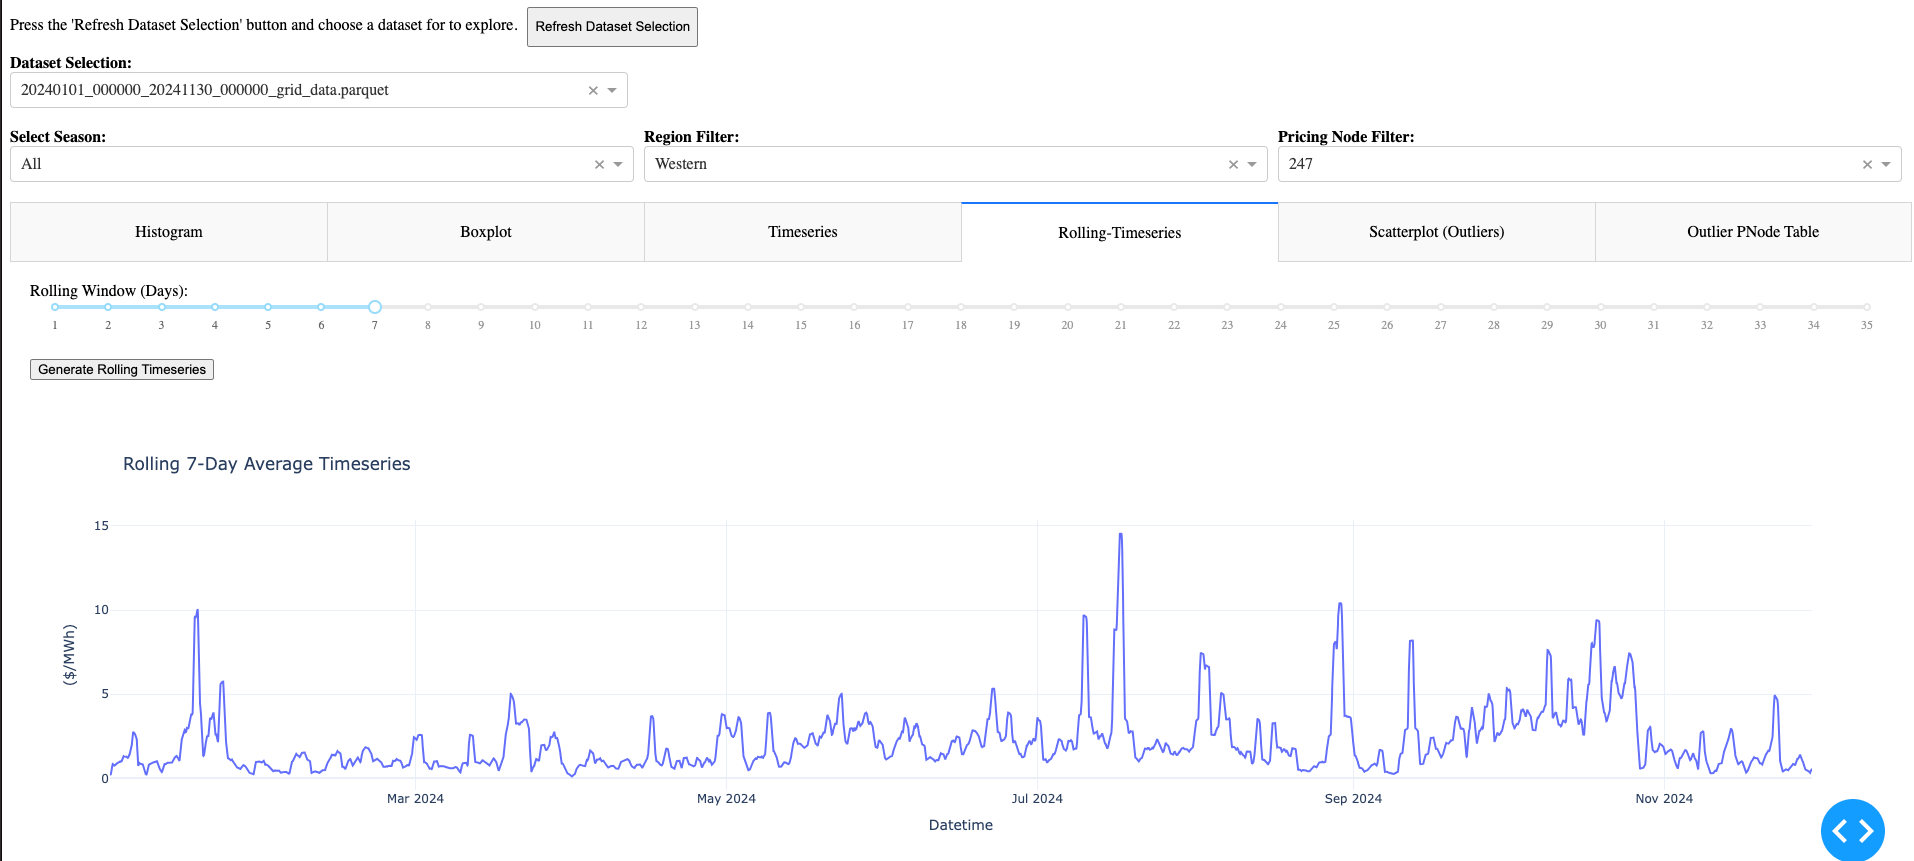 Press the 'Refresh Dataset Selection' button and choose a dataset for to explore. Refresh Dataset Selection
Dataset Selection:
20240101_000000_20241130_000000_grid_data.parquet
Select Season: Region Filter: Pricing Node Filter:
All Western 247
Histogram Boxplot Timeseries Rolling-Timeseries Scatterplot (Outliers) Outlier PNode Table
Rolling Window (Days):
1 2 3 4 5 6 7 8 9 10 11 12 13 14 15 16 17 18 19 20 21 22 23 24 25 26 27 28 29 30 31 32 33 34 35
Generate Rolling Timeseries
Rolling 7-Day Average Timeseries
15
10
($/MWh)
5
0
Mar 2024 May 2024 Jul 2024 Sep 2024 Nov 2024
Datetime